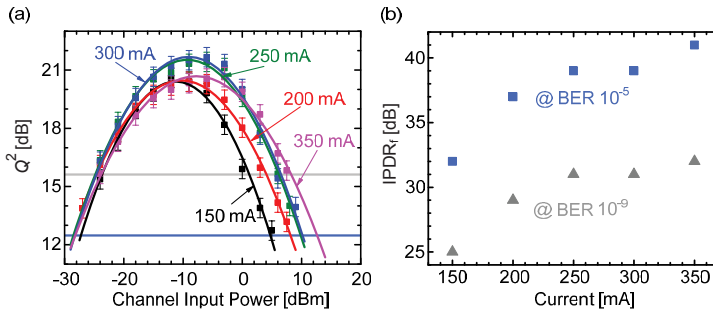 (a)
300 mA
250 mA
200 mA
350 mA
150 mA
Q² [dB]
21
18
15
12
-30 -20 -10 0 10 20
Channel Input Power [dBm]
(b)
@ BER 10⁻⁵
@ BER 10⁻⁹
IPDRf [dB]
40
35
30
25
150 200 250 300 350
Current [mA]